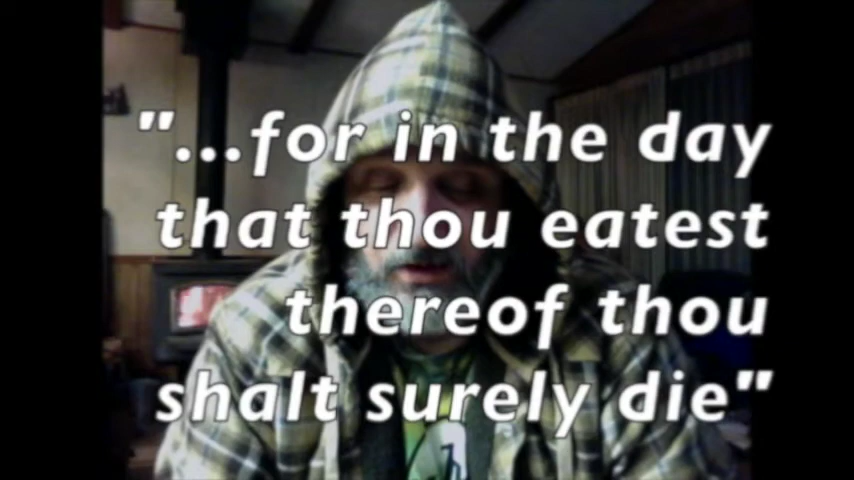 "...for in the day
that thou eatest
thereof thou
shalt surely die"